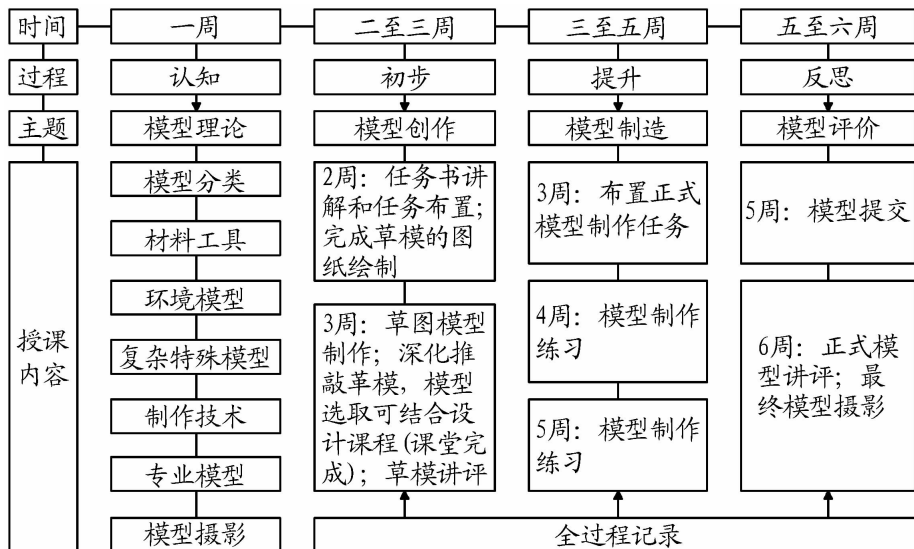 时间
一周
二至三周
三至五周
五至六周
过程
认知
初步
提升
反思
主题
模型理论
模型创作
模型制造
模型评价
授课
内容
模型分类
材料工具
环境模型
复杂特殊模型
制作技术
专业模型
模型摄影
2周：任务书讲
解和任务布置；
完成草模的图
纸绘制
3周：草图模型
制作；深化推
敲革模，模型
选取可结合设
计课程(课堂完
成)；草模讲评
3周：布置正式
模型制作任务
4周：模型制作
练习
5周：模型制作
练习
5周：模型提交
6周：正式模
型讲评；最
终模型摄影
全过程记录